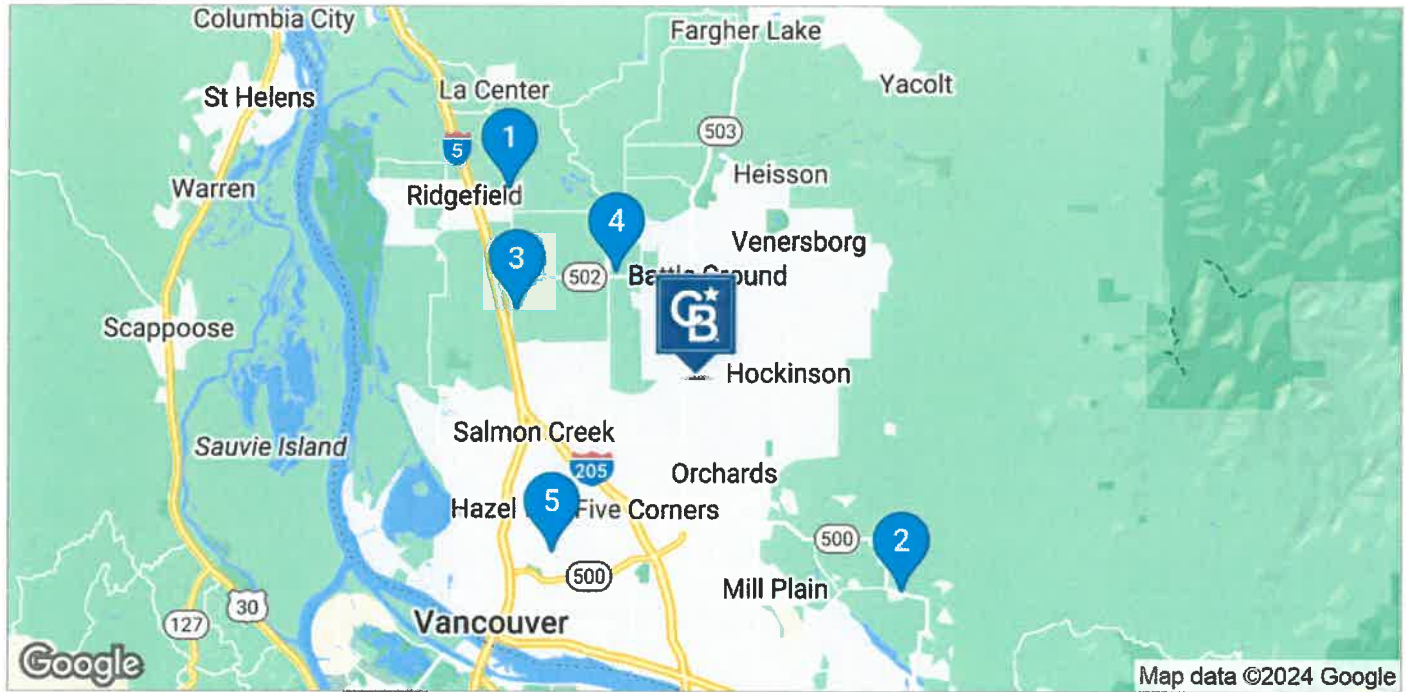 Columbia City
Fargher Lake
Yacolt
La Center
St Helens
1
503
5
Heisson
Warren
Ridgefield
4
Venersborg
3
502
CB
Scappoose
Hockinson
Salmon Creek
Sauvie Island
205
Orchards
Hazel
5
Five Corners
500
2
500
Mill Plain
30
127
Vancouver
Google
Map data ©2024 Google